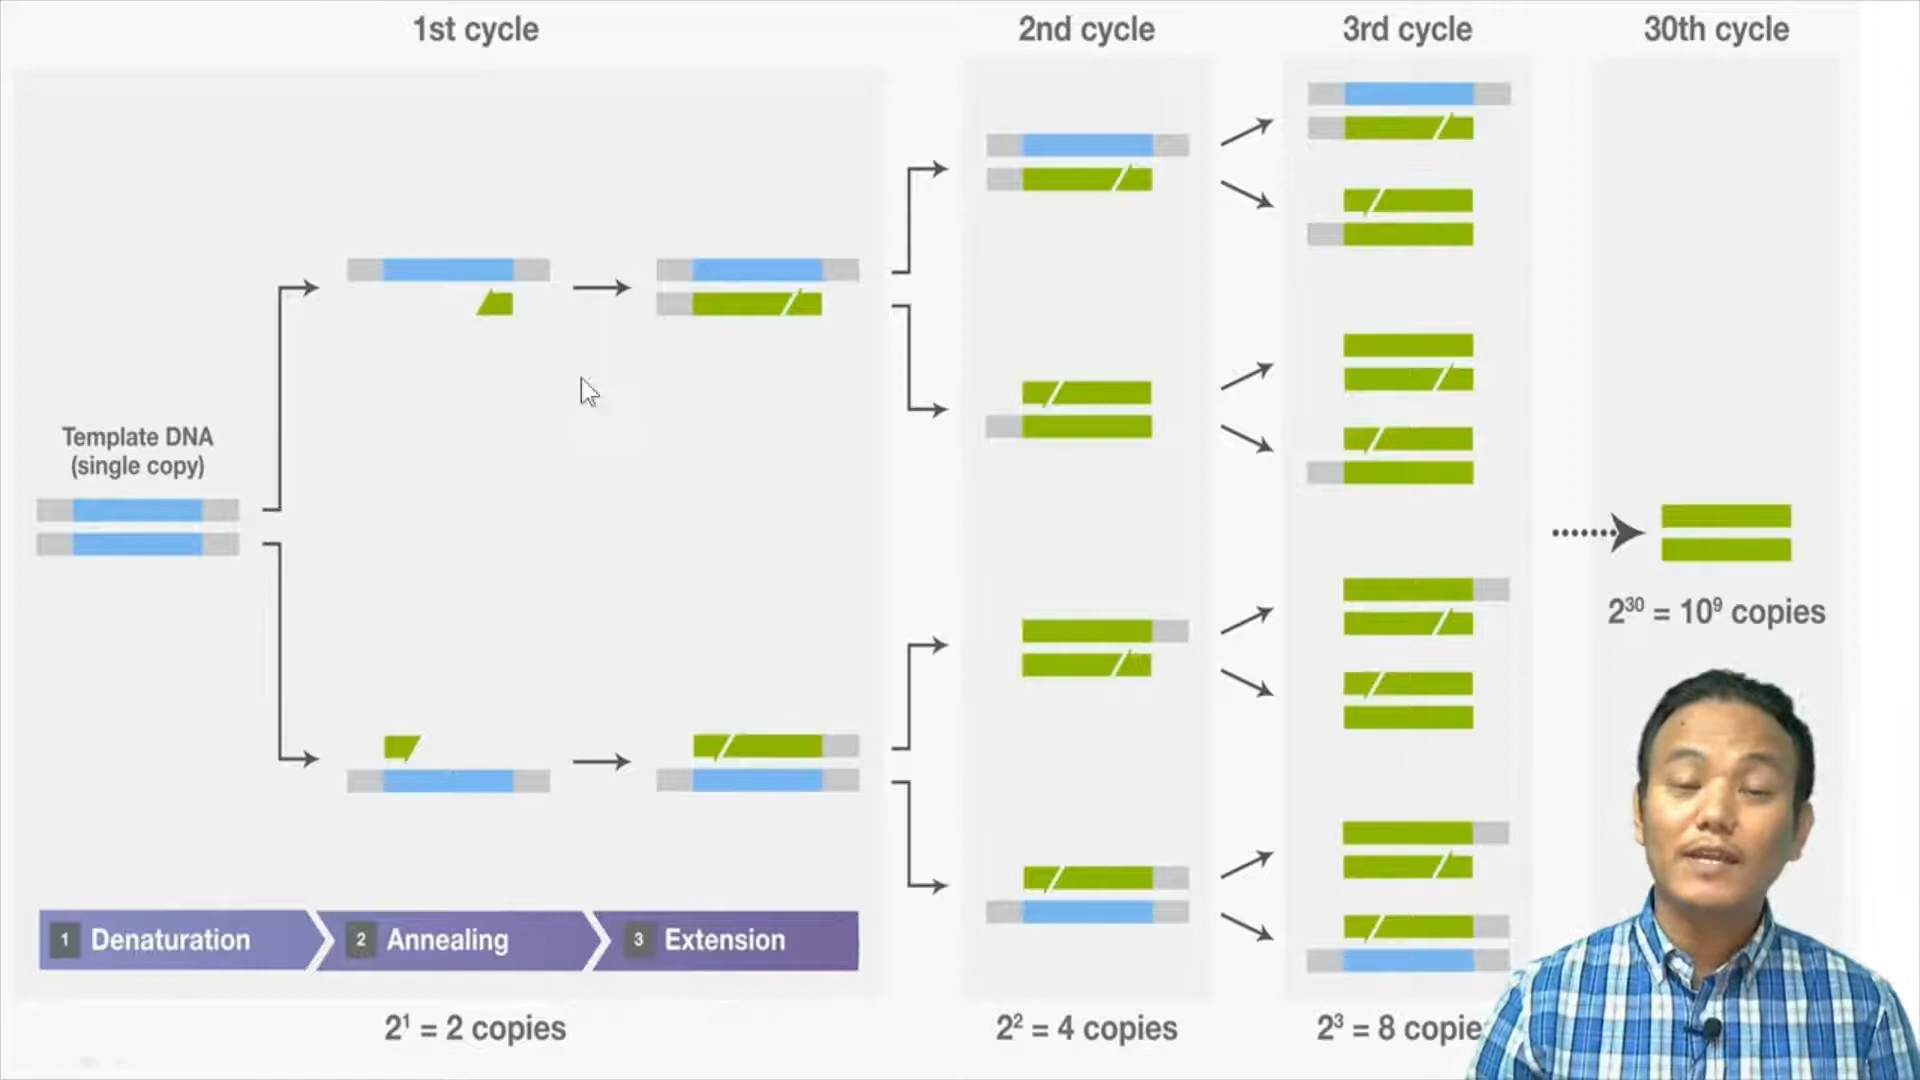 1st cycle
2nd cycle
3rd cycle
30th cycle
Template DNA
(single copy)
2³⁰ = 10⁹ copies
1 Denaturation
2 Annealing
3 Extension
2¹ = 2 copies
2² = 4 copies
2³ = 8 copie